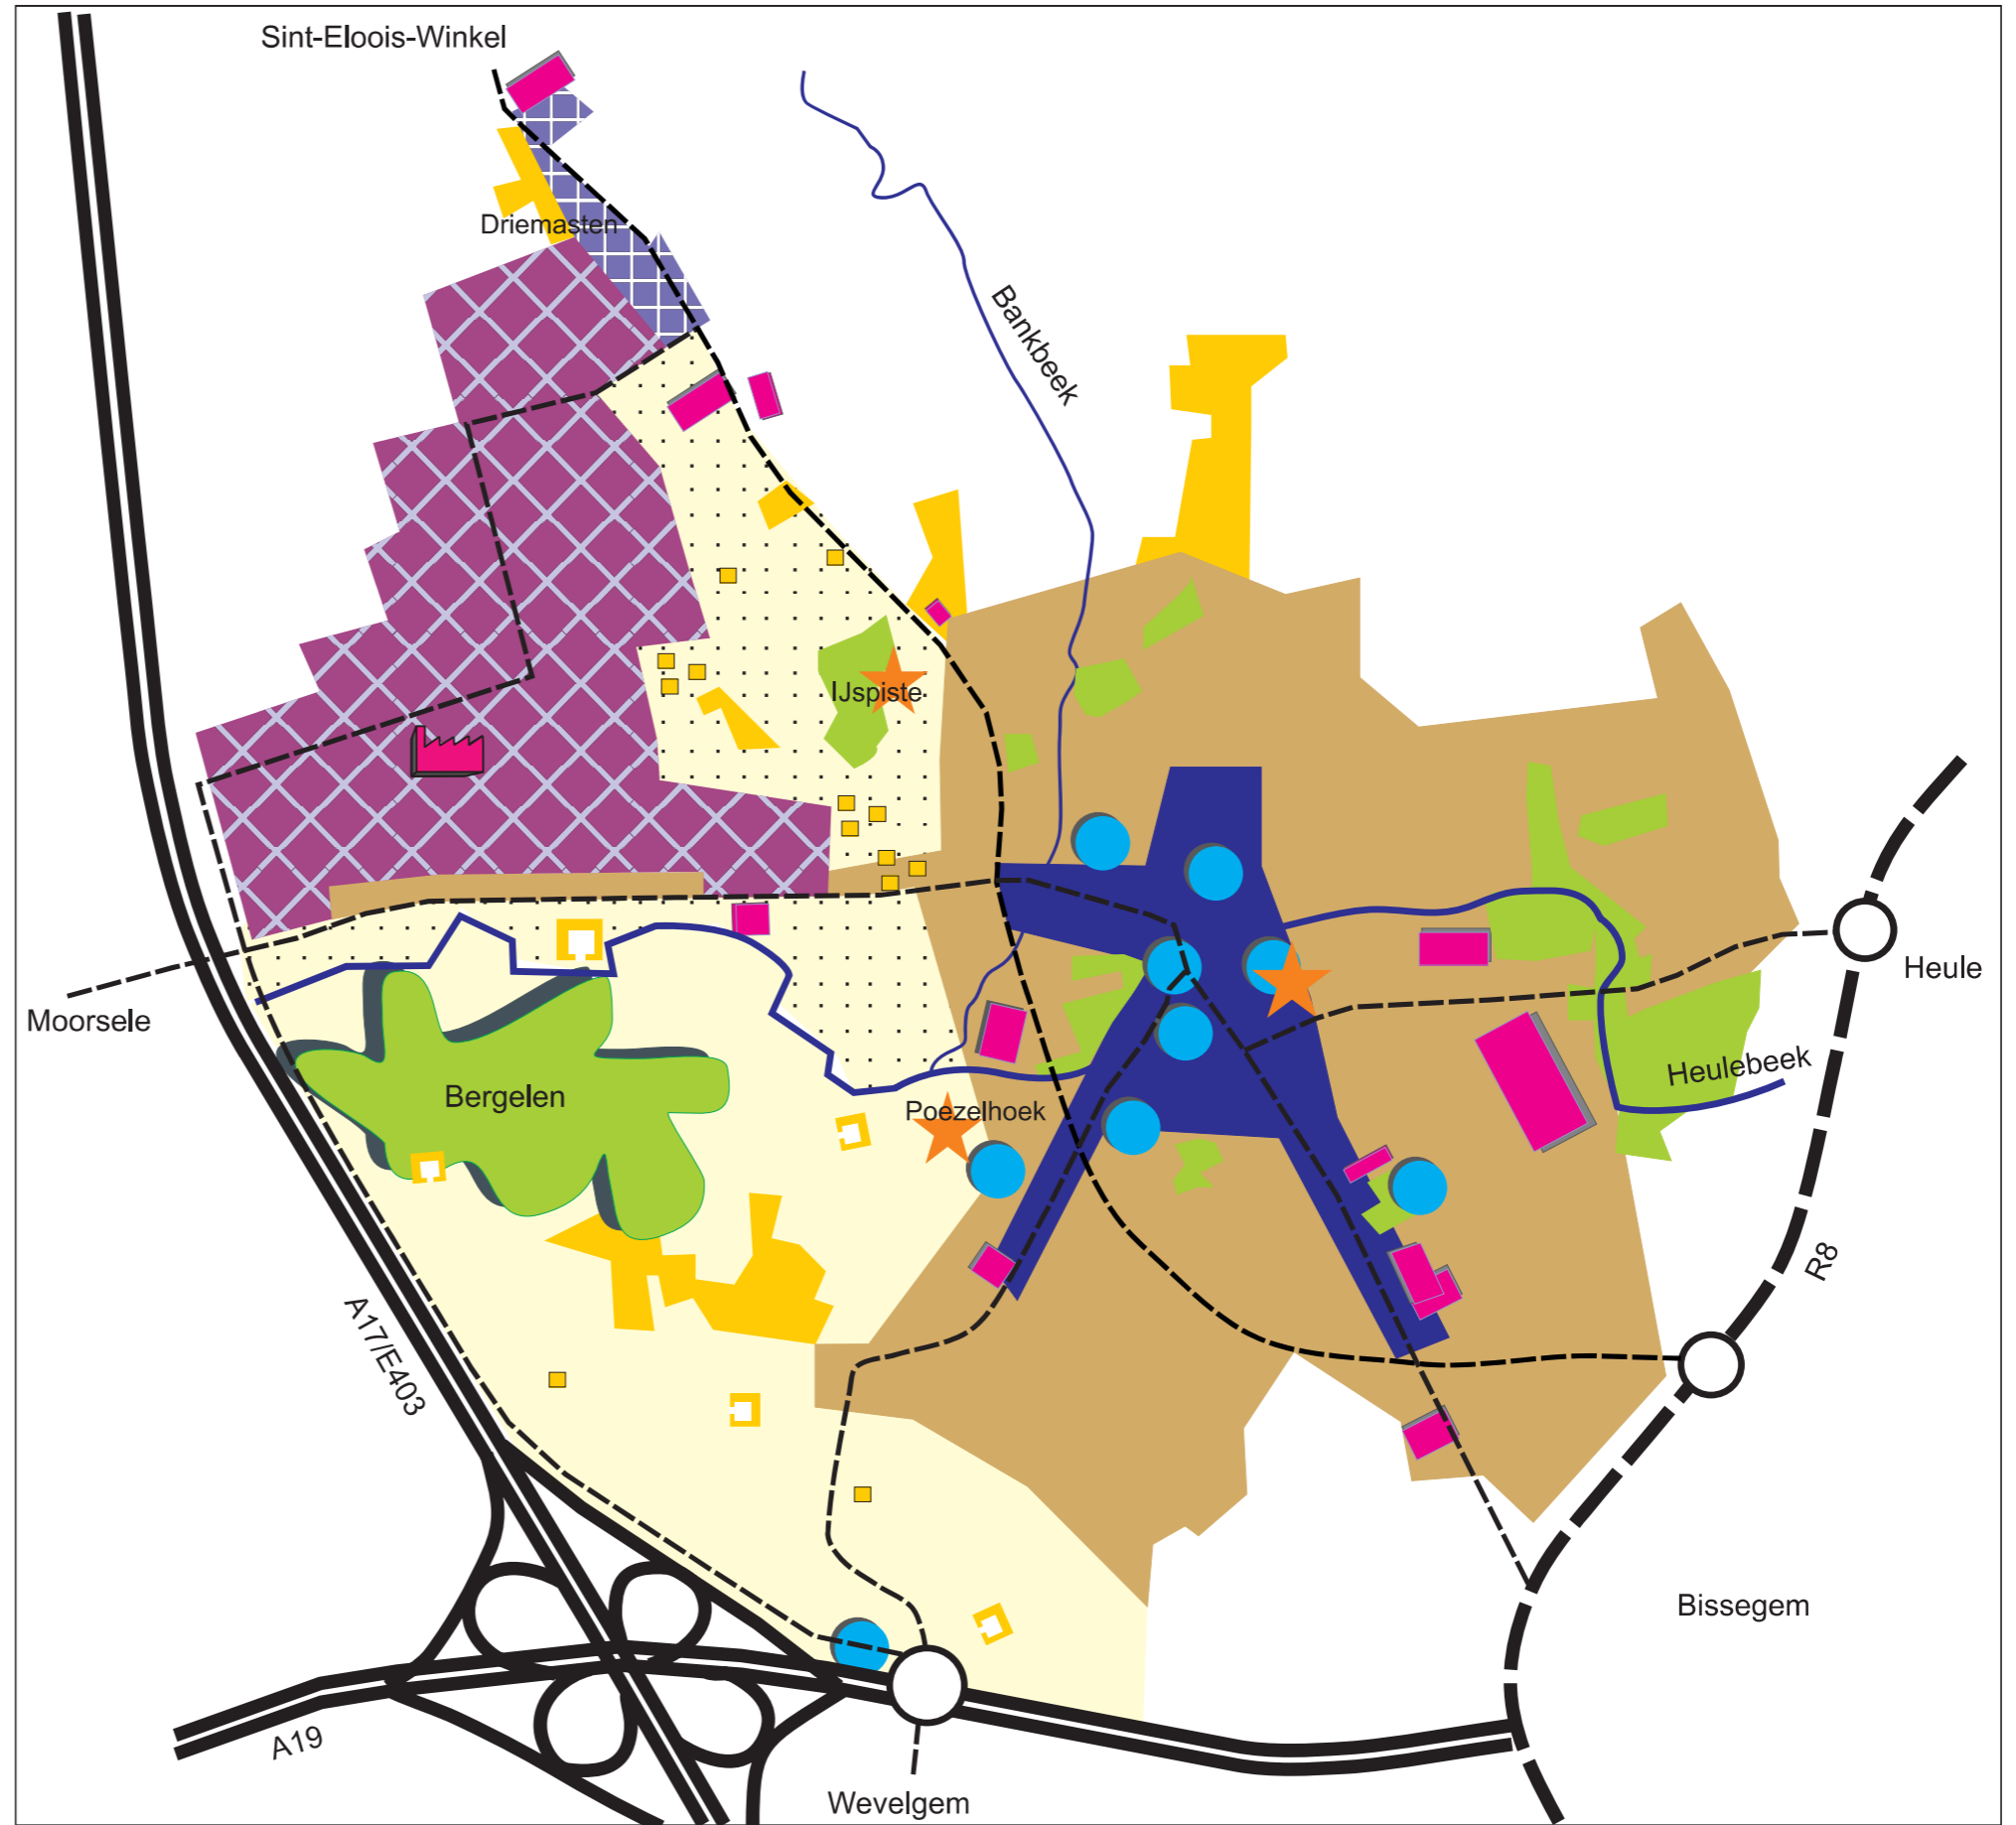 Sint-Eloois-Winkel
Driemasten
Bankbeek
IJspiste
Heule
Moorsele
Heulebeek
Bergelen
Poezelhoek
R8
A17/E403
Bissegem
A19
Wevelgem